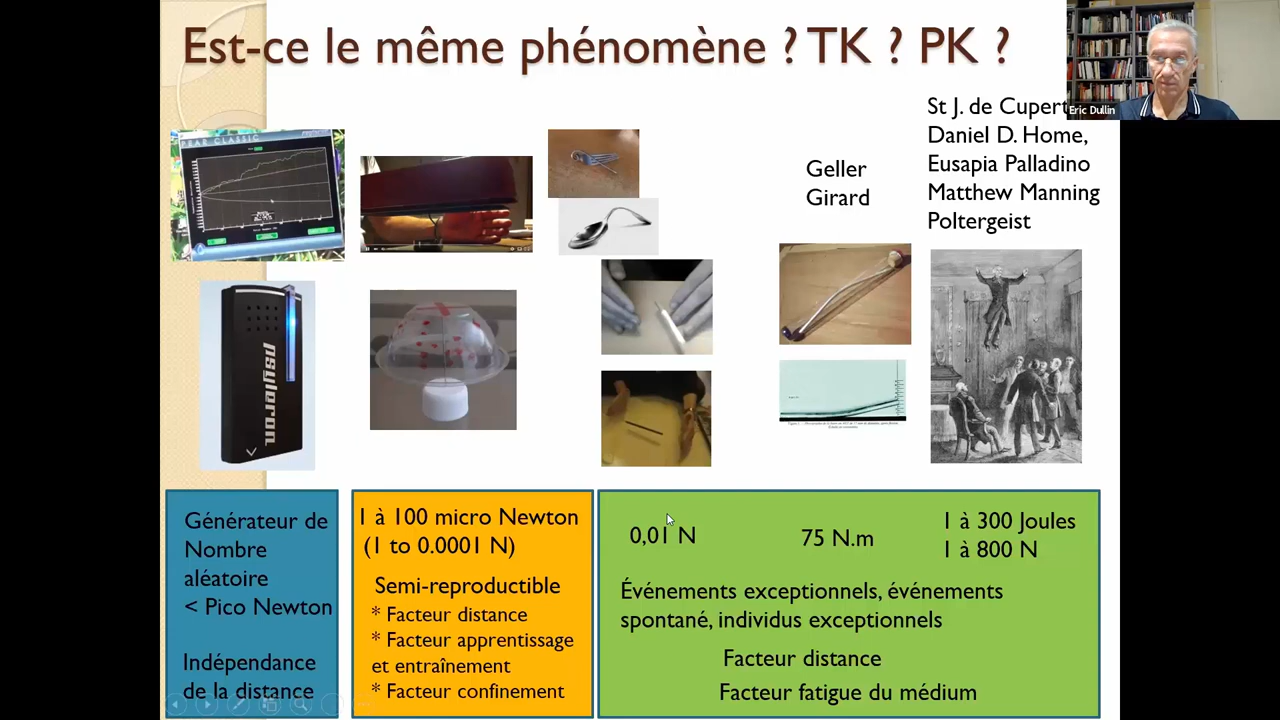 Est-ce le même phénomène ? TK ? PK ?
Eric Dullin
St J. de Cupert
Daniel D. Home,
Eusapia Palladino
Matthew Manning
Poltergeist
Geller
Girard
PEAR CLASSIC
psyleron
Générateur de
Nombre
aléatoire
< Pico Newton
Indépendance
de la distance
1 à 100 micro Newton
(1 to 0.0001 N)
Semi-reproductible
* Facteur distance
* Facteur apprentissage
et entraînement
* Facteur confinement
0,01 N
75 N.m
1 à 300 Joules
1 à 800 N
Événements exceptionnels, événements
spontané, individus exceptionnels
Facteur distance
Facteur fatigue du médium